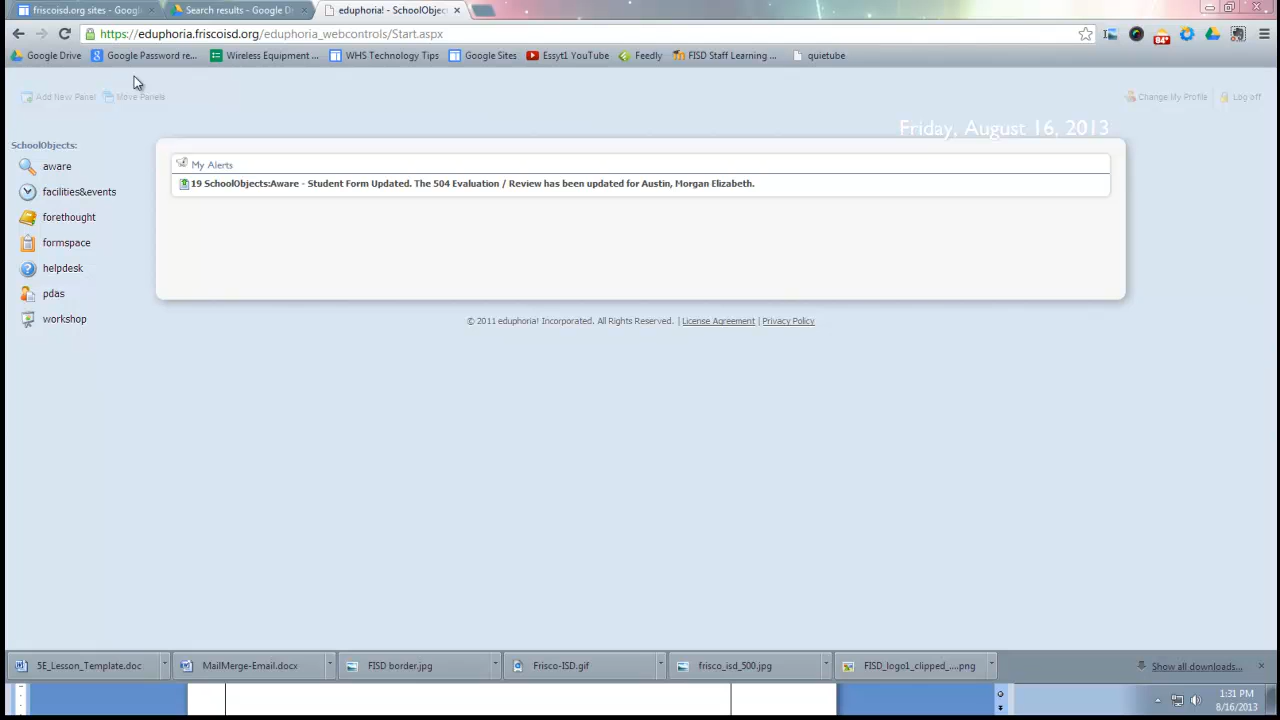 friscoisd.org sites - Googl
Search results - Google Dr
euphoria! - SchoolObjec
https://eduphoria.friscoisd.org/eduphoria_webcontrols/Start.aspx
84°
Google Drive
Google Password re...
Wireless Equipment ...
WHS Technology Tips
Google Sites
Essyt1 YouTube
Feedly
FISD Staff Learning ...
quietube
Add New Panel
Move Panels
Change My Profile
Log off
Friday, August 16, 2013
SchoolObjects:
aware
facilities&events
forethought
formspace
helpdesk
pdas
workshop
My Alerts
19 SchoolObjects:Aware - Student Form Updated. The 504 Evaluation / Review has been updated for Austin, Morgan Elizabeth.
© 2011 eduphoria! Incorporated. All Rights Reserved. | License Agreement | Privacy Policy
5E_Lesson_Template.doc
MailMerge-Email.docx
FISD border.jpg
Frisco-ISD.gif
frisco_isd_500.jpg
FISD_logo1_clipped_....png
Show all downloads...
1:31 PM
8/16/2013